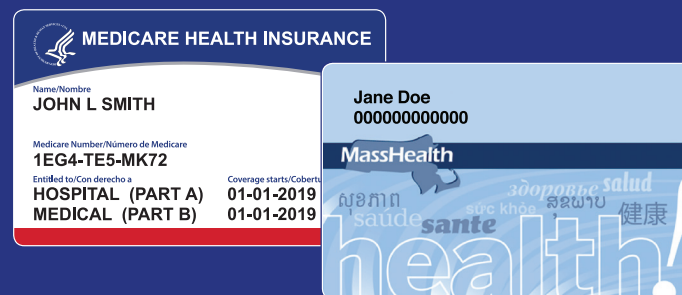 MEDICARE HEALTH INSURANCE
Name/Nombre
JOHN L SMITH
Medicare Number/Número de Medicare
1EG4-TE5-MK72
Entitled to/Con derecho a Coverage starts/Cobertu
HOSPITAL (PART A) 01-01-2019
MEDICAL (PART B) 01-01-2019
Jane Doe
000000000000
MassHealth
здоровье salud
សុខភាព saúde sante sức khỏe ສຸຂພາບ 健康
health!